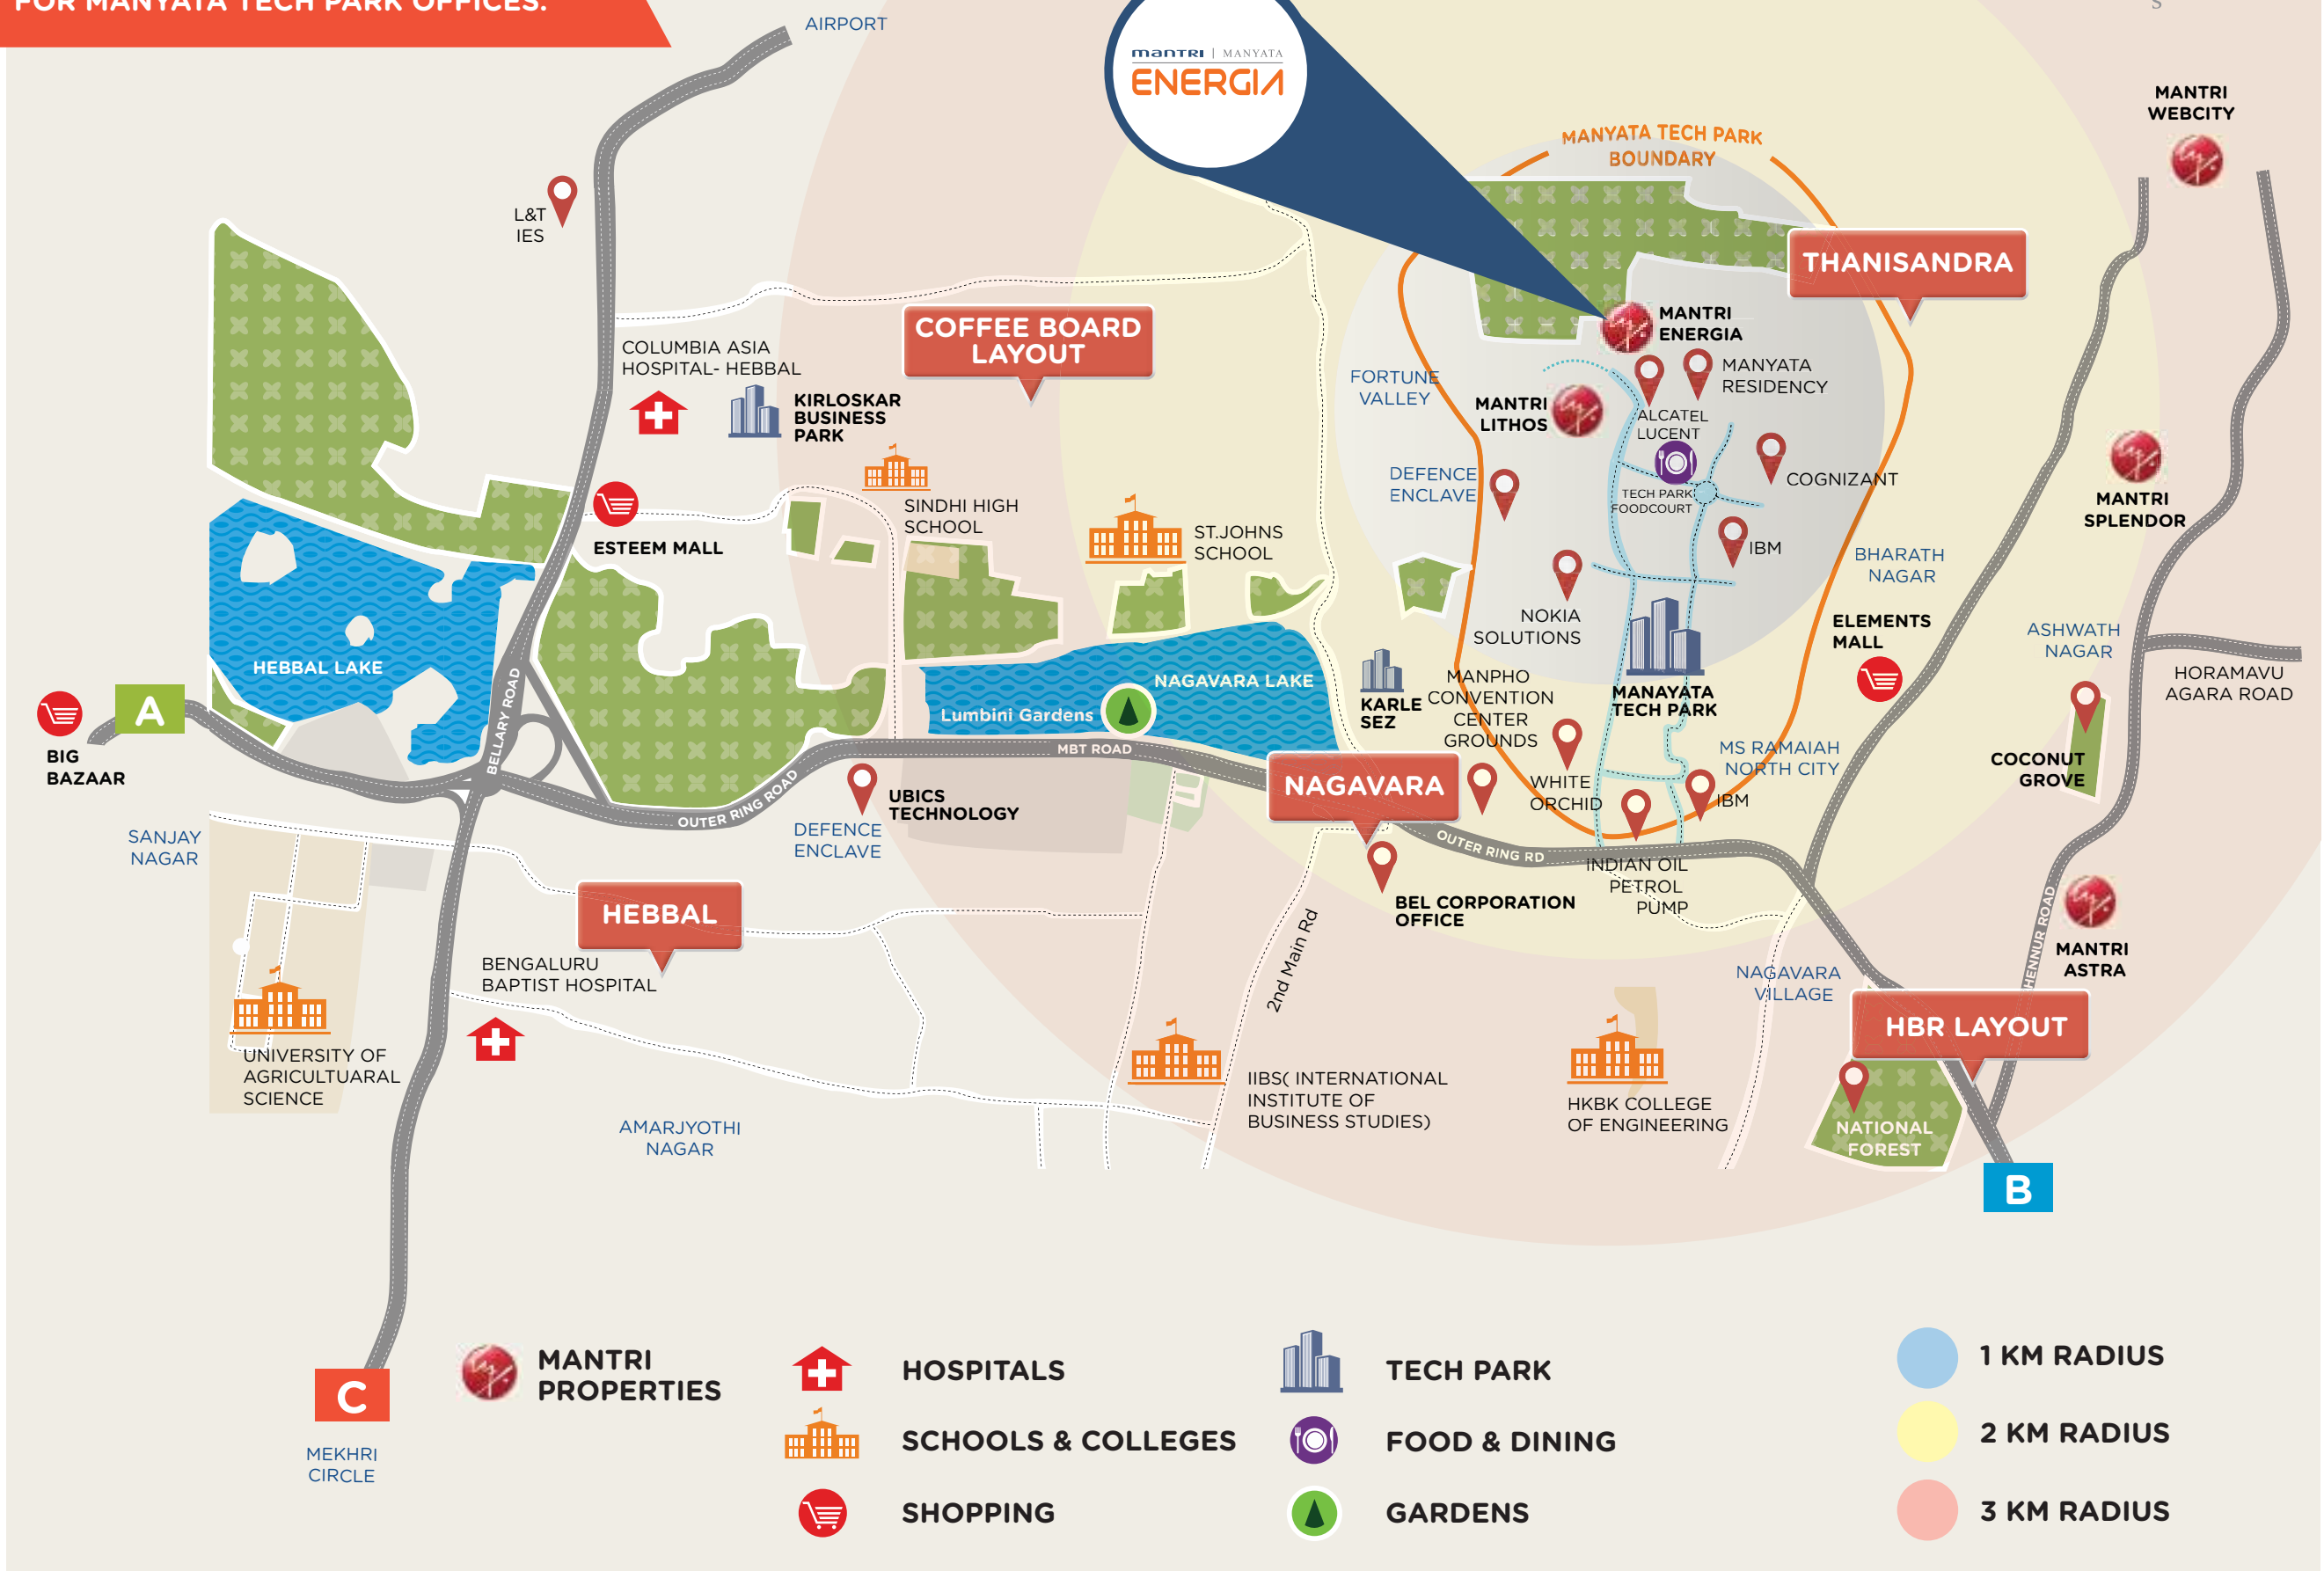 FOR MANYATA TECH PARK OFFICES.
S
AIRPORT
mantri | MANYATA
ENERGIA
MANTRI
WEBCITY
MANYATA TECH PARK
BOUNDARY
L&T
IES
THANISANDRA
COFFEE BOARD
LAYOUT
MANTRI
ENERGIA
COLUMBIA ASIA
HOSPITAL- HEBBAL
KIRLOSKAR
BUSINESS
PARK
FORTUNE
VALLEY
MANYATA
RESIDENCY
MANTRI
LITHOS
ALCATEL
LUCENT
DEFENCE
ENCLAVE
COGNIZANT
TECH PARK
FOODCOURT
SINDHI HIGH
SCHOOL
MANTRI
SPLENDOR
ESTEEM MALL
ST.JOHNS
SCHOOL
IBM
BHARATH
NAGAR
NOKIA
SOLUTIONS
ELEMENTS
MALL
ASHWATH
NAGAR
HORAMAVU
AGARA ROAD
HEBBAL LAKE
BELLARY ROAD
NAGAVARA LAKE
Lumbini Gardens
KARLE
SEZ
MANPHO
CONVENTION
CENTER
GROUNDS
MANAYATA
TECH PARK
A
BIG
BAZAAR
MBT ROAD
MS RAMAIAH
NORTH CITY
COCONUT
GROVE
NAGAVARA
WHITE
ORCHID
IBM
UBICS
TECHNOLOGY
OUTER RING ROAD
DEFENCE
ENCLAVE
SANJAY
NAGAR
OUTER RING RD
INDIAN OIL
PETROL
PUMP
BEL CORPORATION
OFFICE
HEBBAL
2nd Main Rd
HENNUR ROAD
MANTRI
ASTRA
BENGALURU
BAPTIST HOSPITAL
NAGAVARA
VILLAGE
HBR LAYOUT
UNIVERSITY OF
AGRICULTUARAL
SCIENCE
IIBS( INTERNATIONAL
INSTITUTE OF
BUSINESS STUDIES)
HKBK COLLEGE
OF ENGINEERING
AMARJYOTHI
NAGAR
NATIONAL
FOREST
B
C
MEKHRI
CIRCLE
MANTRI
PROPERTIES
HOSPITALS
SCHOOLS & COLLEGES
SHOPPING
TECH PARK
FOOD & DINING
GARDENS
1 KM RADIUS
2 KM RADIUS
3 KM RADIUS